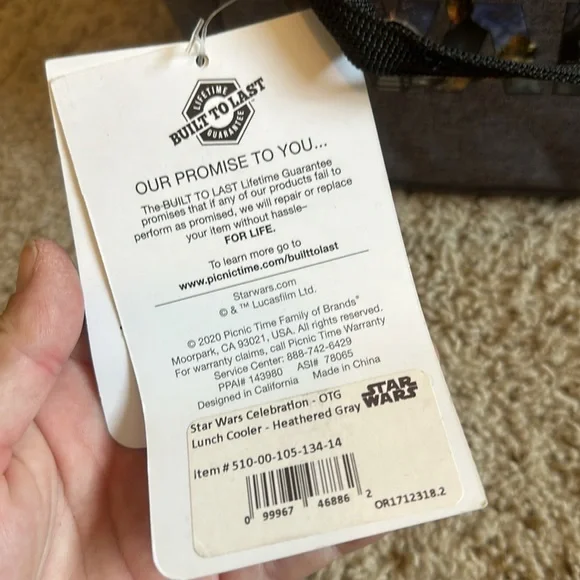 LIFETIME
BUILT TO LAST™
GUARANTEE
OUR PROMISE TO YOU...
The BUILT TO LAST Lifetime Guarantee
promises that if any of our products fail to
perform as promised, we will repair or replace
your item without hassle–
FOR LIFE.
To learn more go to
www.picnictime.com/builttolast
Starwars.com
© & ™ Lucasfilm Ltd.
© 2020 Picnic Time Family of Brands®
Moorpark, CA 93021, USA. All rights reserved.
For warranty claims, call Picnic Time Warranty
Service Center: 888-742-6429
PPAI# 143980 ASI# 78065
Designed in California Made in China
Star Wars Celebration - OTG
Lunch Cooler - Heathered Gray
STAR
WARS
item # 510-00-105-134-14
0 99967 46886 2
OR1712318.2